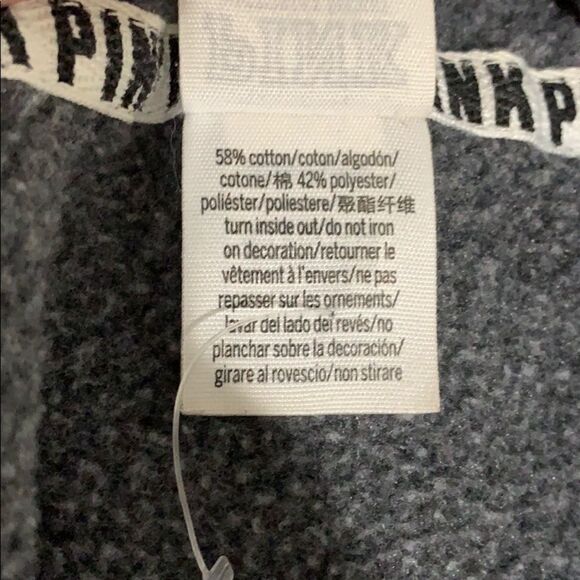 PINK
PINK P
58% cotton/coton/algodón/
cotone/棉 42% polyester/
poliéster/poliestere/聚酯纤维
turn inside out/do not iron
on decoration/retourner le
vêtement à l'envers/ne pas
repasser sur les ornements/
lavar del lado del revés/no
planchar sobre la decoración/
girare al rovescio/non stirare